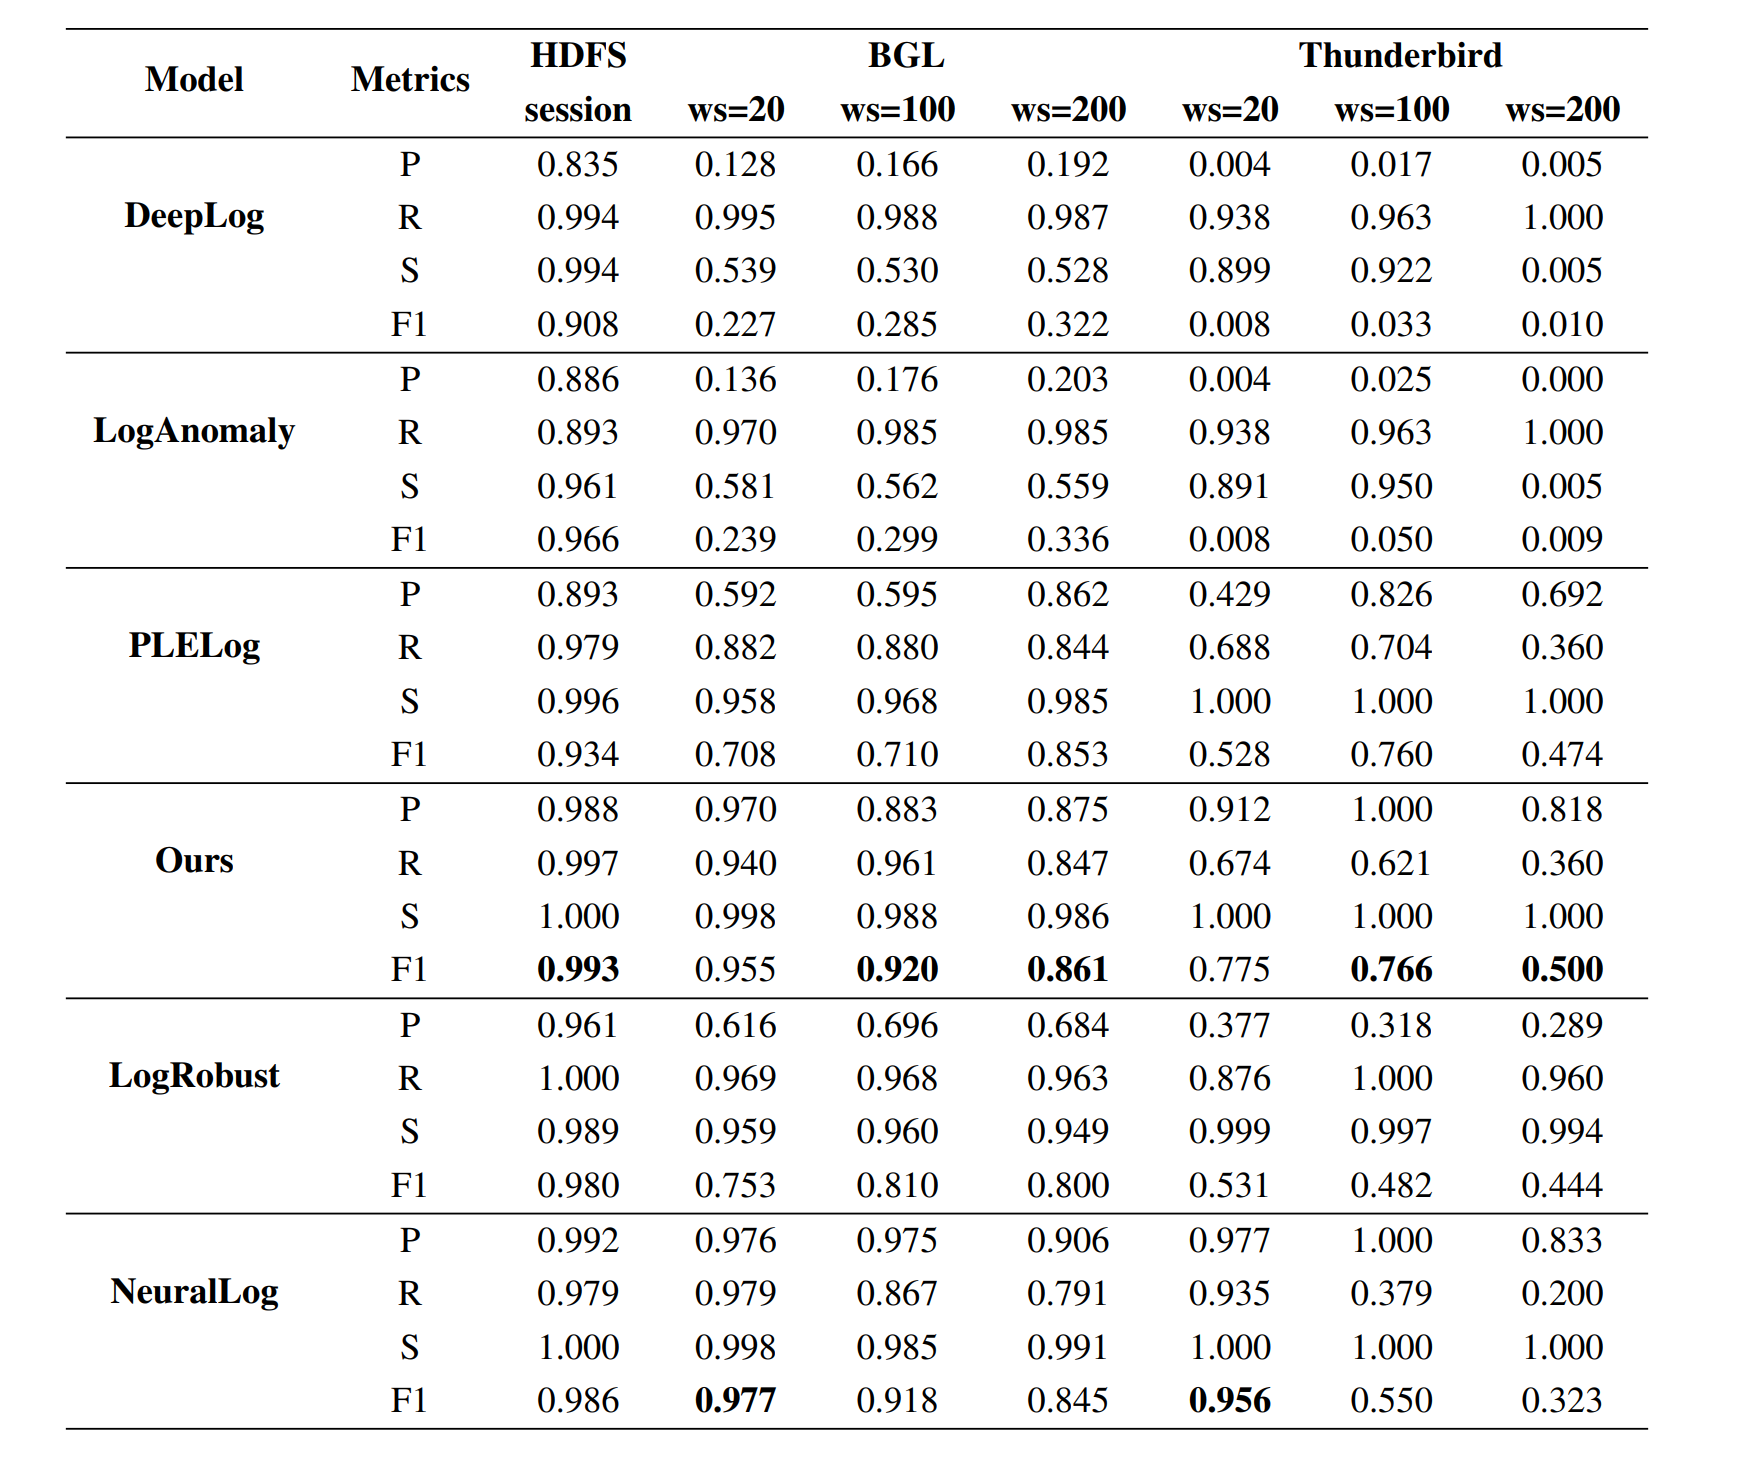 HDFS BGL Thunderbird
Model Metrics
session ws=20 ws=100 ws=200 ws=20 ws=100 ws=200
P 0.835 0.128 0.166 0.192 0.004 0.017 0.005
DeepLog R 0.994 0.995 0.988 0.987 0.938 0.963 1.000
S 0.994 0.539 0.530 0.528 0.899 0.922 0.005
F1 0.908 0.227 0.285 0.322 0.008 0.033 0.010
P 0.886 0.136 0.176 0.203 0.004 0.025 0.000
LogAnomaly R 0.893 0.970 0.985 0.985 0.938 0.963 1.000
S 0.961 0.581 0.562 0.559 0.891 0.950 0.005
F1 0.966 0.239 0.299 0.336 0.008 0.050 0.009
P 0.893 0.592 0.595 0.862 0.429 0.826 0.692
PLELog R 0.979 0.882 0.880 0.844 0.688 0.704 0.360
S 0.996 0.958 0.968 0.985 1.000 1.000 1.000
F1 0.934 0.708 0.710 0.853 0.528 0.760 0.474
P 0.988 0.970 0.883 0.875 0.912 1.000 0.818
Ours R 0.997 0.940 0.961 0.847 0.674 0.621 0.360
S 1.000 0.998 0.988 0.986 1.000 1.000 1.000
F1 0.993 0.955 0.920 0.861 0.775 0.766 0.500
P 0.961 0.616 0.696 0.684 0.377 0.318 0.289
LogRobust R 1.000 0.969 0.968 0.963 0.876 1.000 0.960
S 0.989 0.959 0.960 0.949 0.999 0.997 0.994
F1 0.980 0.753 0.810 0.800 0.531 0.482 0.444
P 0.992 0.976 0.975 0.906 0.977 1.000 0.833
NeuralLog R 0.979 0.979 0.867 0.791 0.935 0.379 0.200
S 1.000 0.998 0.985 0.991 1.000 1.000 1.000
F1 0.986 0.977 0.918 0.845 0.956 0.550 0.323